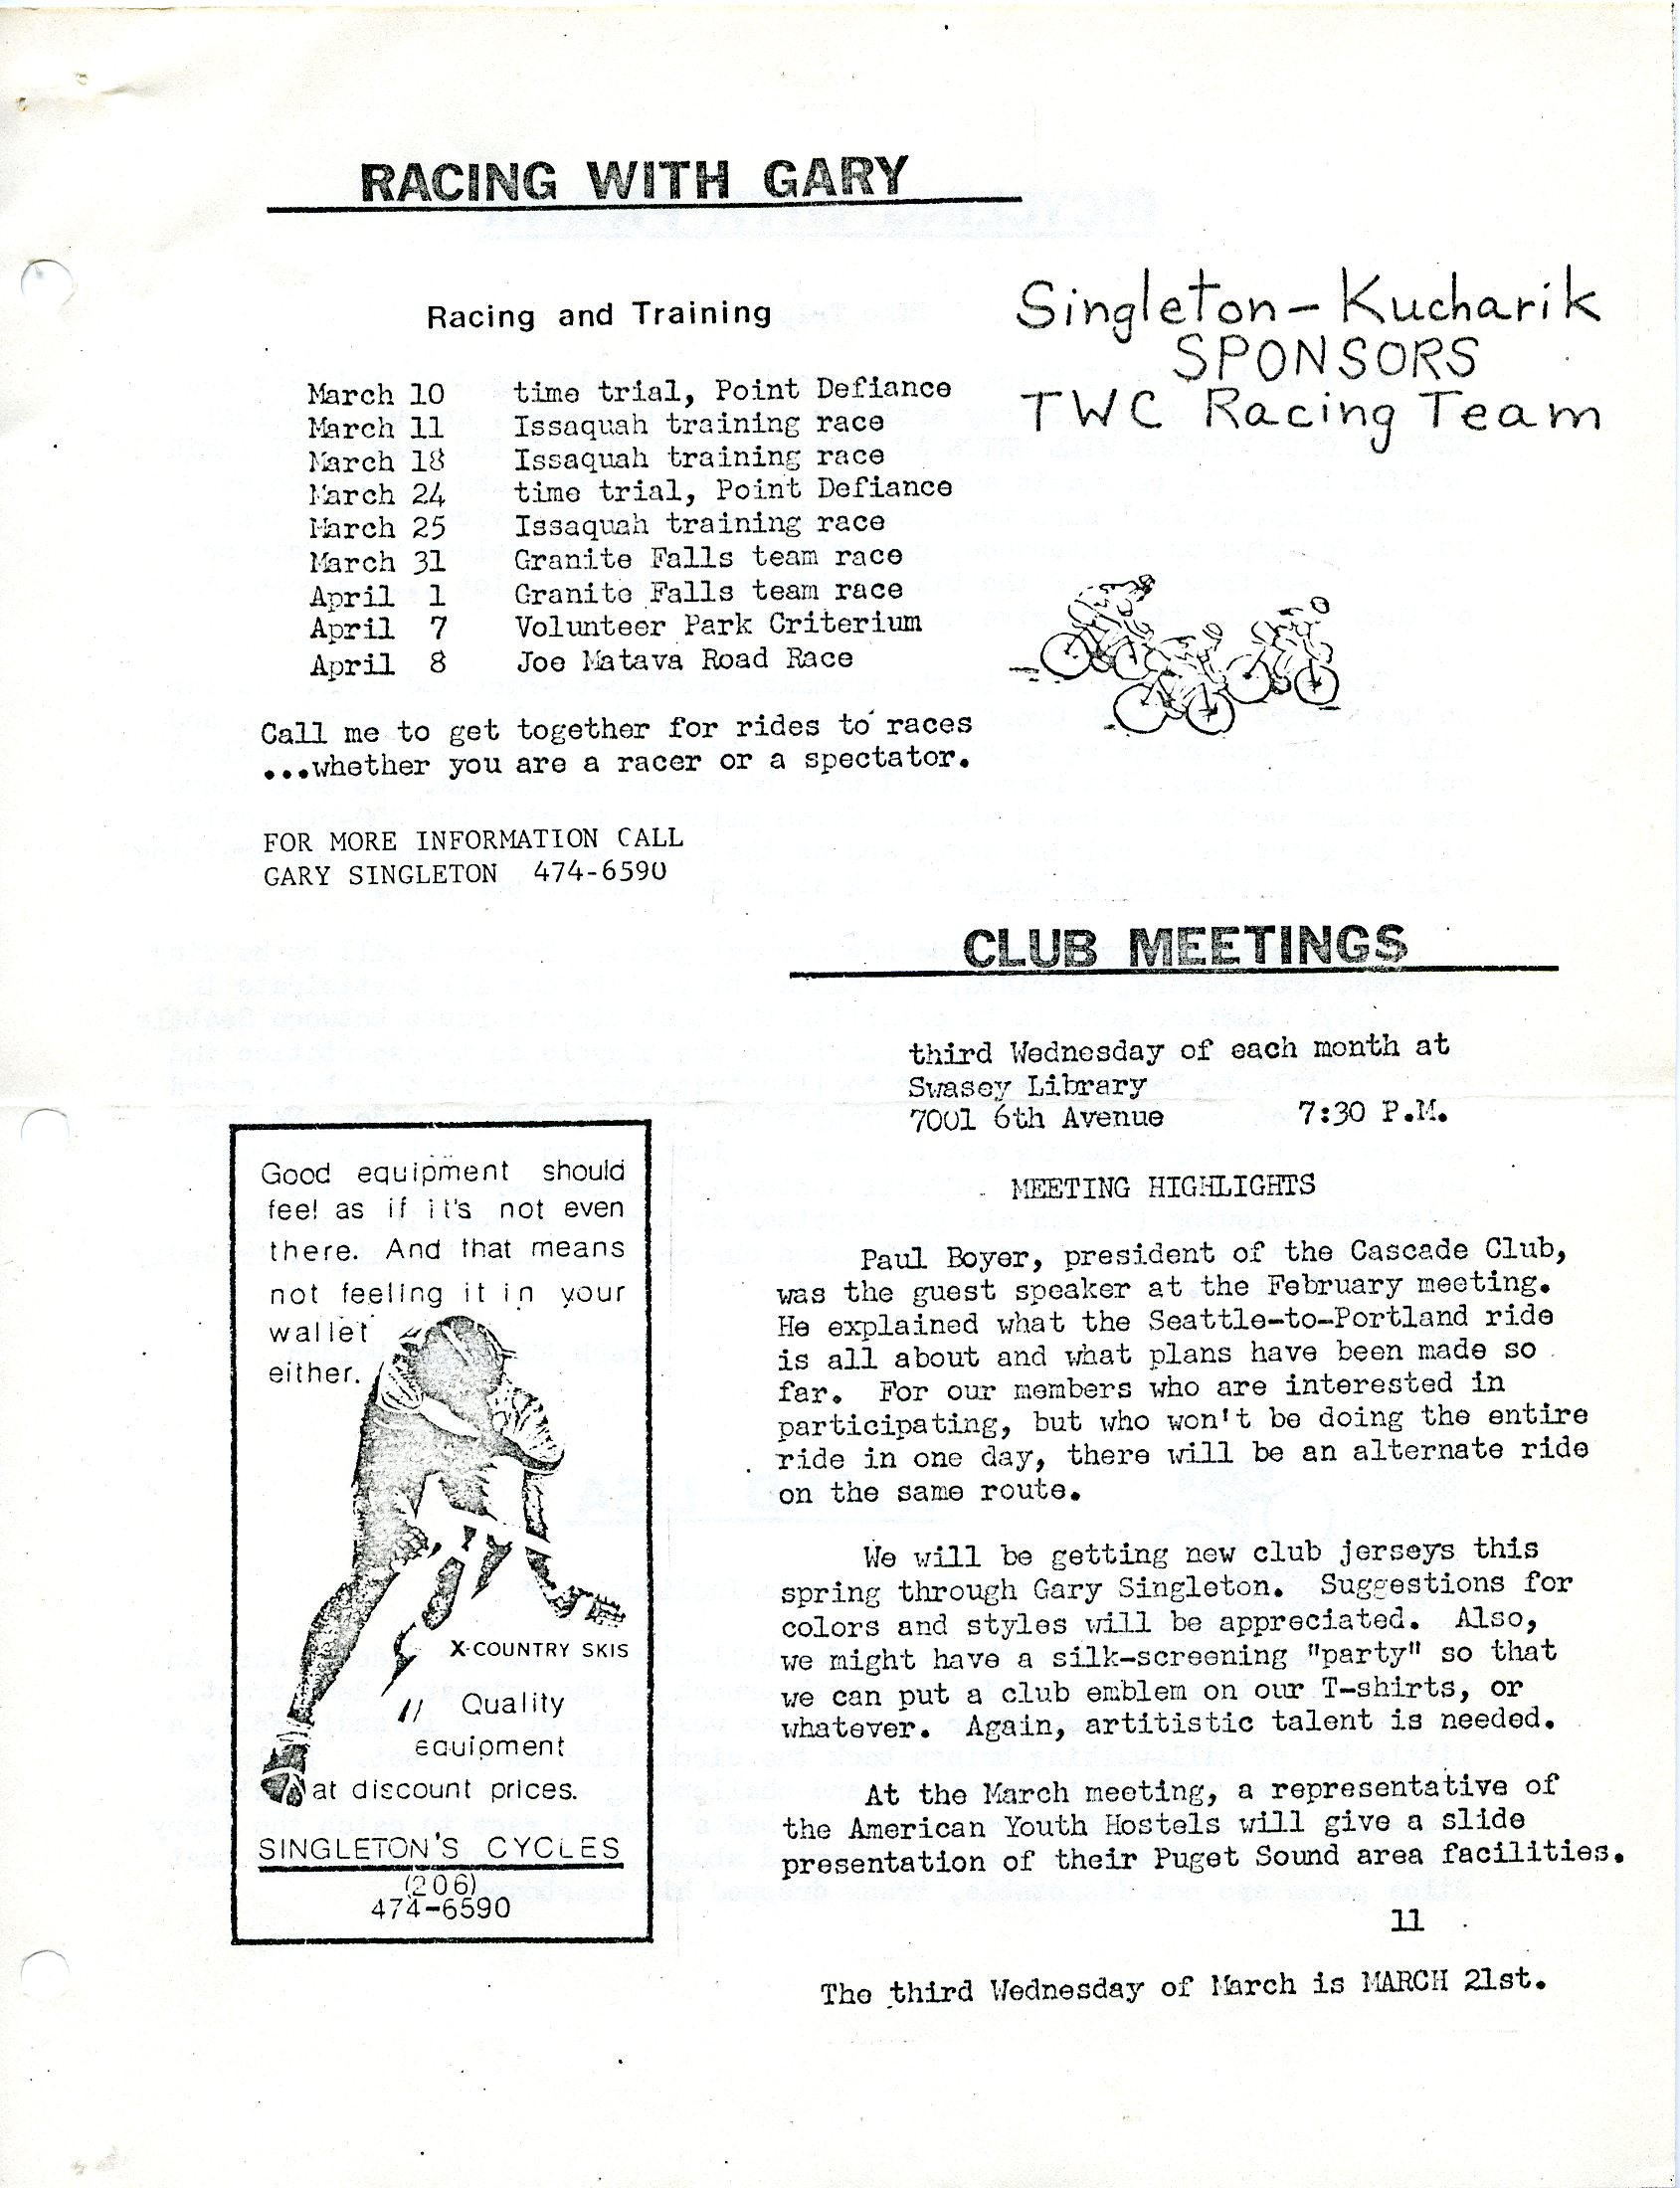 RACING WITH GARY
Racing and Training
March 10 time trial, Point Defiance
March 11 Issaquah training race
March 18 Issaquah training race
March 24 time trial, Point Defiance
March 25 Issaquah training race
March 31 Granite Falls team race
April 1 Granite Falls team race
April 7 Volunteer Park Criterium
April 8 Joe Matava Road Race
Call me to get together for rides to races
...whether you are a racer or a spectator.
FOR MORE INFORMATION CALL
GARY SINGLETON 474-6590
Singleton-Kucharik
SPONSORS
TWC Racing Team
CLUB MEETINGS
third Wednesday of each month at
Swasey Library
7001 6th Avenue 7:30 P.M.
MEETING HIGHLIGHTS
Paul Boyer, president of the Cascade Club,
was the guest speaker at the February meeting.
He explained what the Seattle-to-Portland ride
is all about and what plans have been made so
far. For our members who are interested in
participating, but who won't be doing the entire
ride in one day, there will be an alternate ride
on the same route.
We will be getting new club jerseys this
spring through Gary Singleton. Suggestions for
colors and styles will be appreciated. Also,
we might have a silk-screening "party" so that
we can put a club emblem on our T-shirts, or
whatever. Again, artitistic talent is needed.
At the March meeting, a representative of
the American Youth Hostels will give a slide
presentation of their Puget Sound area facilities.
11
The third Wednesday of March is MARCH 21st.
Good equipment should
feel as if it's not even
there. And that means
not feeling it in your
wallet
either.
X-COUNTRY SKIS
Quality
equipment
at discount prices.
SINGLETON'S CYCLES
(206)
474-6590